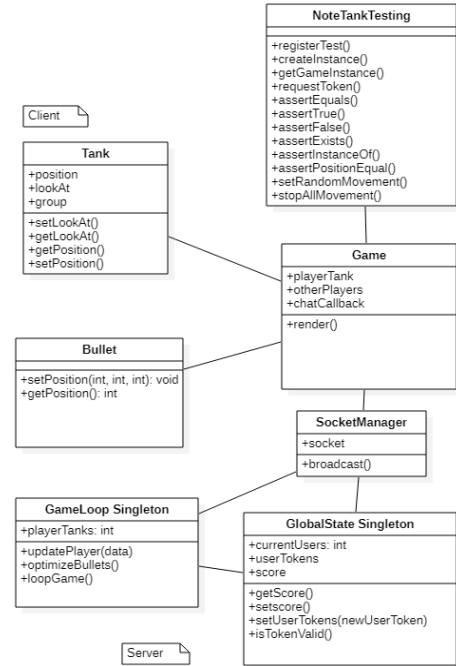 NoteTankTesting
+registerTest()
+createInstance()
+getGameInstance()
+requestToken()
+assertEquals()
+assertTrue()
+assertFalse()
+assertExists()
+assertInstanceOf()
+assertPositionEqual()
+setRandomMovement()
+stopAllMovement()
Client
Tank
+position
+lookAt
+group
+setLookAt()
+getLookAt()
+getPosition()
+setPosition()
Game
+playerTank
+otherPlayers
+chatCallback
+render()
Bullet
+setPosition(int, int, int): void
+getPosition(): int
SocketManager
+socket
+broadcast()
GameLoop Singleton
+playerTanks: int
+updatePlayer(data)
+optimizeBullets()
+loopGame()
GlobalState Singleton
+currentUsers: int
+userTokens
+score
+getScore()
+setscore()
+setUserTokens(newUserToken)
+isTokenValid()
Server